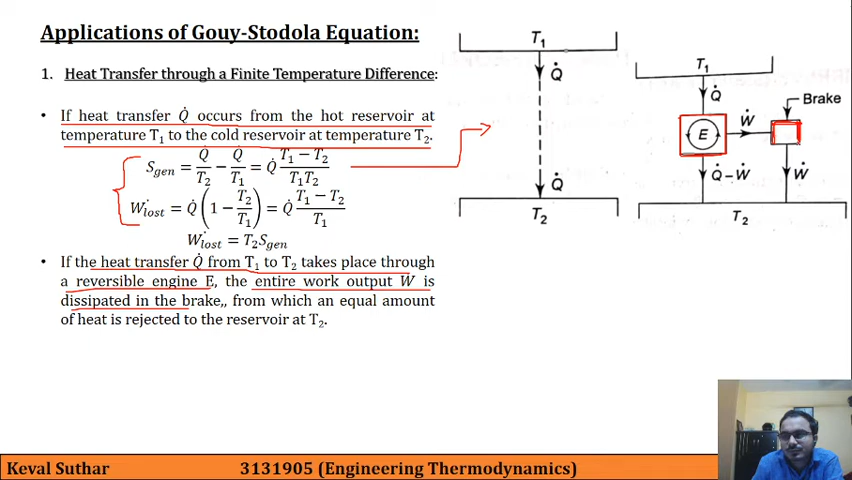 Applications of Gouy-Stodola Equation:
1. Heat Transfer through a Finite Temperature Difference:
• If heat transfer Q̇ occurs from the hot reservoir at
temperature T₁ to the cold reservoir at temperature T₂.
Ṡgen = Q̇/T₂ − Q̇/T₁ = Q̇ (T₁ − T₂)/(T₁T₂)
Ẇlost = Q̇ (1 − T₂/T₁) = Q̇ (T₁ − T₂)/T₁
Ẇlost = T₂Ṡgen
• If the heat transfer Q̇ from T₁ to T₂ takes place through
a reversible engine E, the entire work output Ẇ is
dissipated in the brake,, from which an equal amount
of heat is rejected to the reservoir at T₂.
T₁
Q̇
Q̇
T₂
T₁
Q̇
Brake
E
Ẇ
Q̇−Ẇ
Ẇ
T₂
Keval Suthar
3131905 (Engineering Thermodynamics)